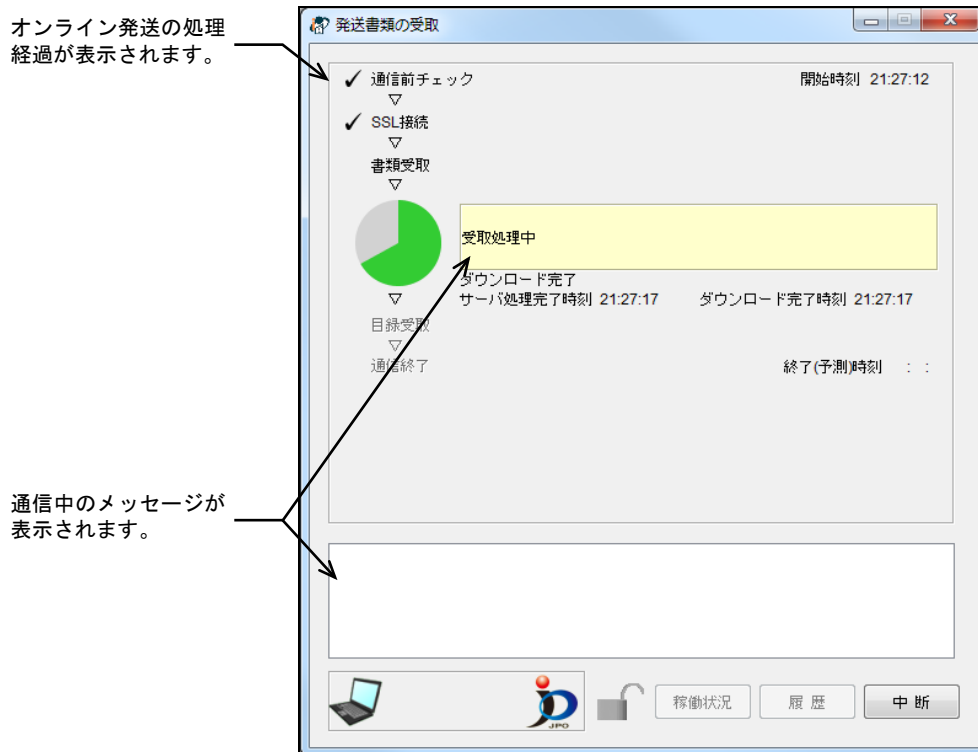 オンライン発送の処理
経過が表示されます。
発送書類の受取
通信前チェック
開始時刻 21:27:12
▽
SSL接続
▽
書類受取
▽
受取処理中
ダウンロード完了
サーバ処理完了時刻 21:27:17
ダウンロード完了時刻 21:27:17
▽
目録受取
▽
通信終了
終了(予測)時刻 : :
通信中のメッセージが
表示されます。
JPO
稼働状況
履 歴
中 断